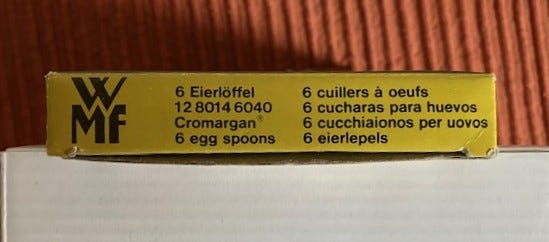 WMF
6 Eierlöffel
12 8014 6040
Cromargan®
6 egg spoons
6 cuillers à oeufs
6 cucharas para huevos
6 cucchiaionos per uovos
6 eierlepels